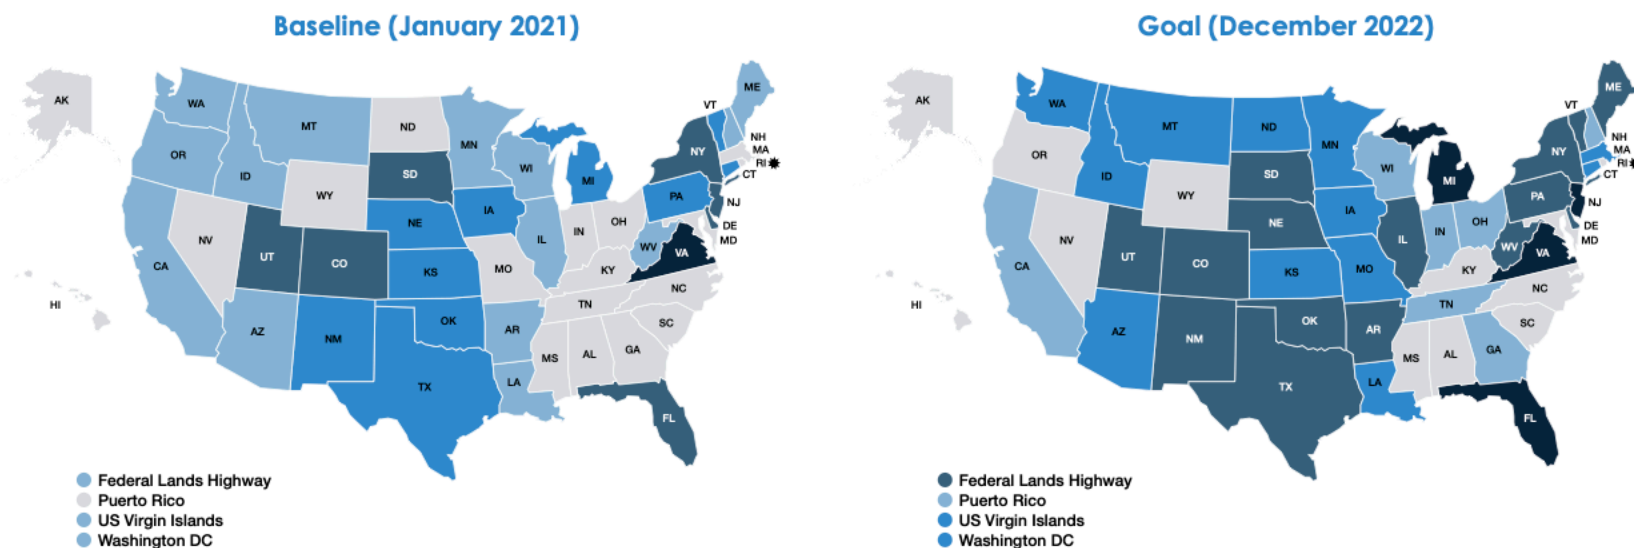 Baseline (January 2021)
AK
WA
OR
ID
MT
ND
MN
WI
MI
SD
WY
NE
IA
NV
UT
CO
CA
AZ
NM
KS
OK
TX
MO
IL
IN
OH
KY
WV
VA
PA
NY
VT
ME
NH
MA
RI
CT
NJ
DE
MD
NC
TN
SC
AR
LA
MS
AL
GA
FL
HI
Federal Lands Highway
Puerto Rico
US Virgin Islands
Washington DC
Goal (December 2022)
AK
WA
OR
ID
MT
ND
MN
WI
MI
SD
WY
NE
IA
NV
UT
CO
CA
AZ
NM
KS
OK
TX
MO
IL
IN
OH
KY
WV
VA
PA
NY
VT
ME
NH
MA
RI
CT
NJ
DE
MD
NC
TN
SC
AR
LA
MS
AL
GA
FL
HI
Federal Lands Highway
Puerto Rico
US Virgin Islands
Washington DC